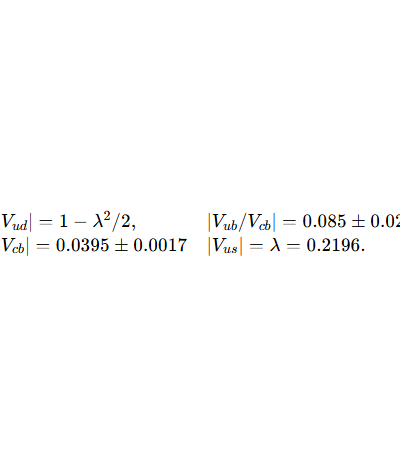 V_{ud}| = 1 − λ²/2, |V_{ub}/V_{cb}| = 0.085 ± 0.02
V_{cb}| = 0.0395 ± 0.0017 |V_{us}| = λ = 0.2196.